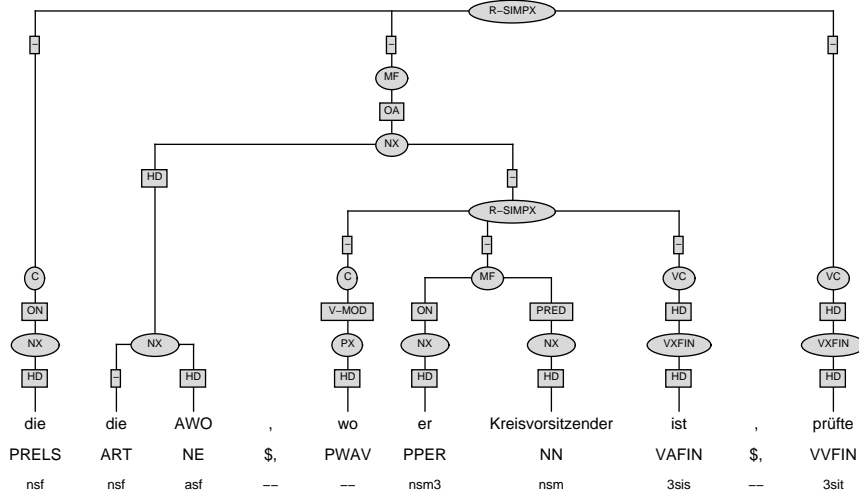 R−SIMPX
− − −
MF
OA
NX
HD −
R−SIMPX
− − −
C C MF VC VC
ON V−MOD ON PRED HD HD
NX NX PX NX NX VXFIN VXFIN
HD − HD HD HD HD HD HD
die die AWO , wo er Kreisvorsitzender ist , prüfte
PRELS ART NE $, PWAV PPER NN VAFIN $, VVFIN
nsf nsf asf −− −− nsm3 nsm 3sis −− 3sit